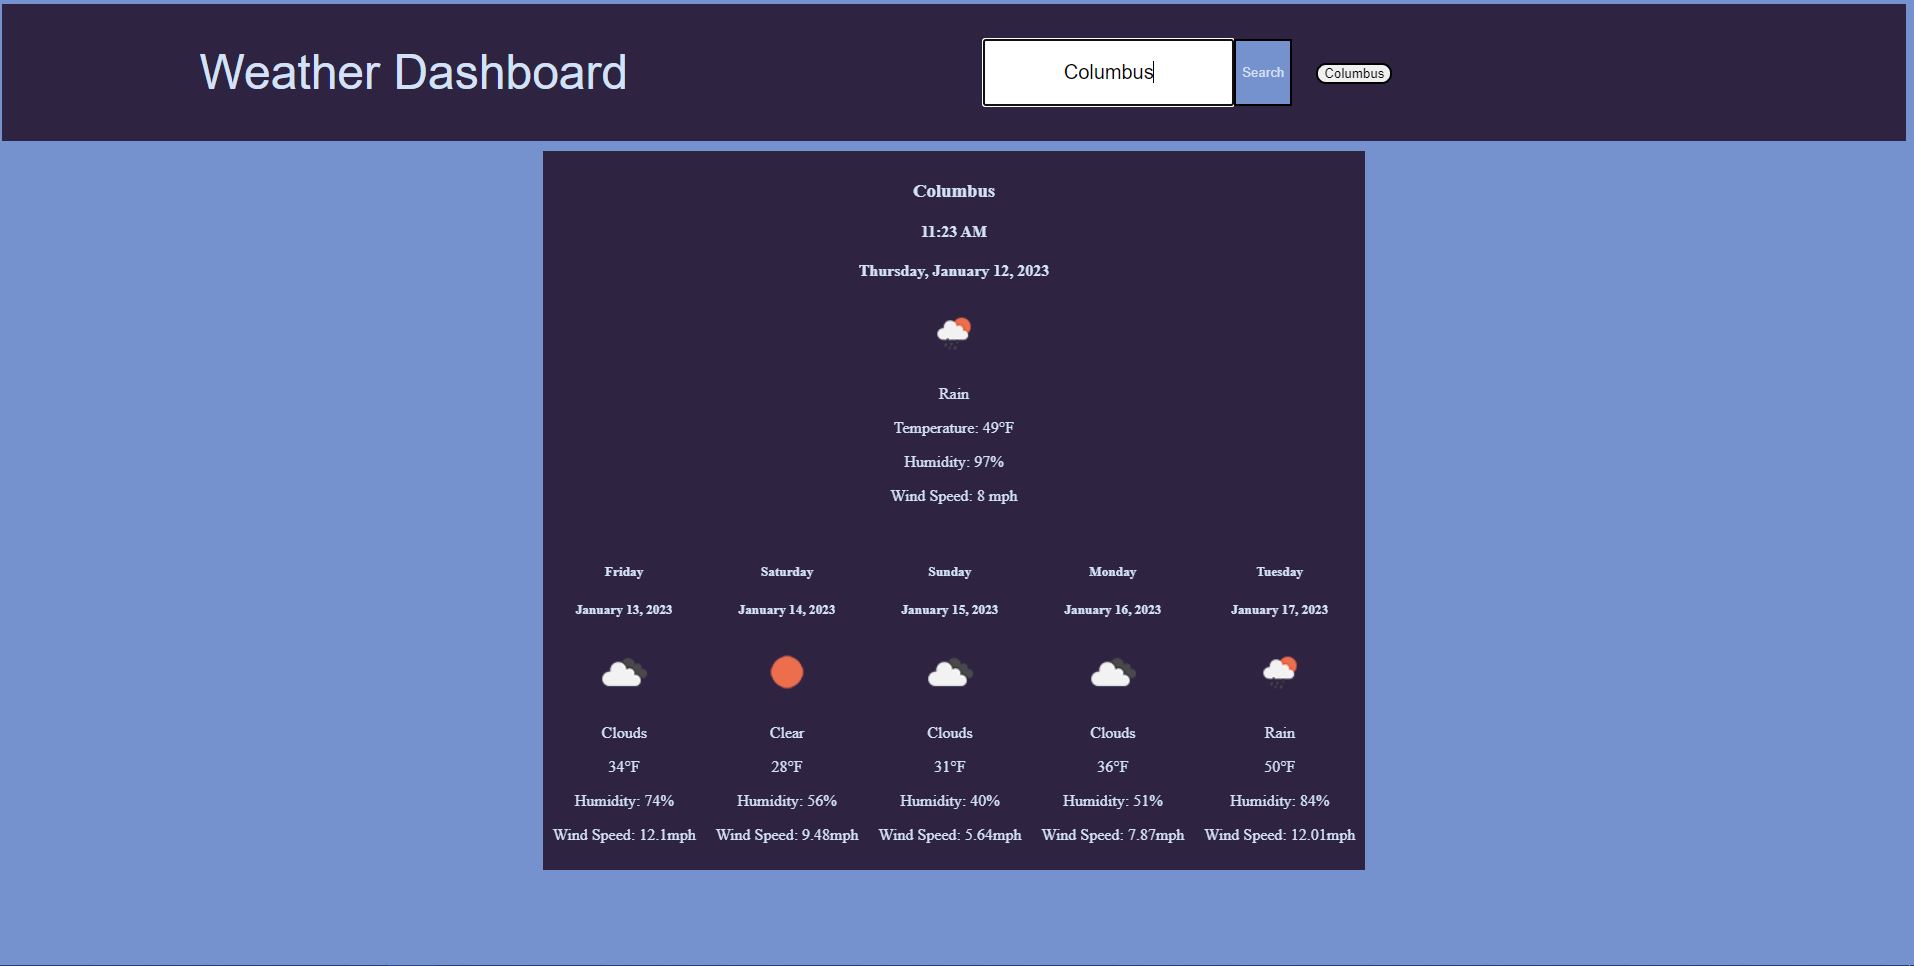 Weather Dashboard
Columbus
Search
Columbus
Columbus
11:23 AM
Thursday, January 12, 2023
Rain
Temperature: 49°F
Humidity: 97%
Wind Speed: 8 mph
Friday
January 13, 2023
Clouds
34°F
Humidity: 74%
Wind Speed: 12.1mph
Saturday
January 14, 2023
Clear
28°F
Humidity: 56%
Wind Speed: 9.48mph
Sunday
January 15, 2023
Clouds
31°F
Humidity: 40%
Wind Speed: 5.64mph
Monday
January 16, 2023
Clouds
36°F
Humidity: 51%
Wind Speed: 7.87mph
Tuesday
January 17, 2023
Rain
50°F
Humidity: 84%
Wind Speed: 12.01mph